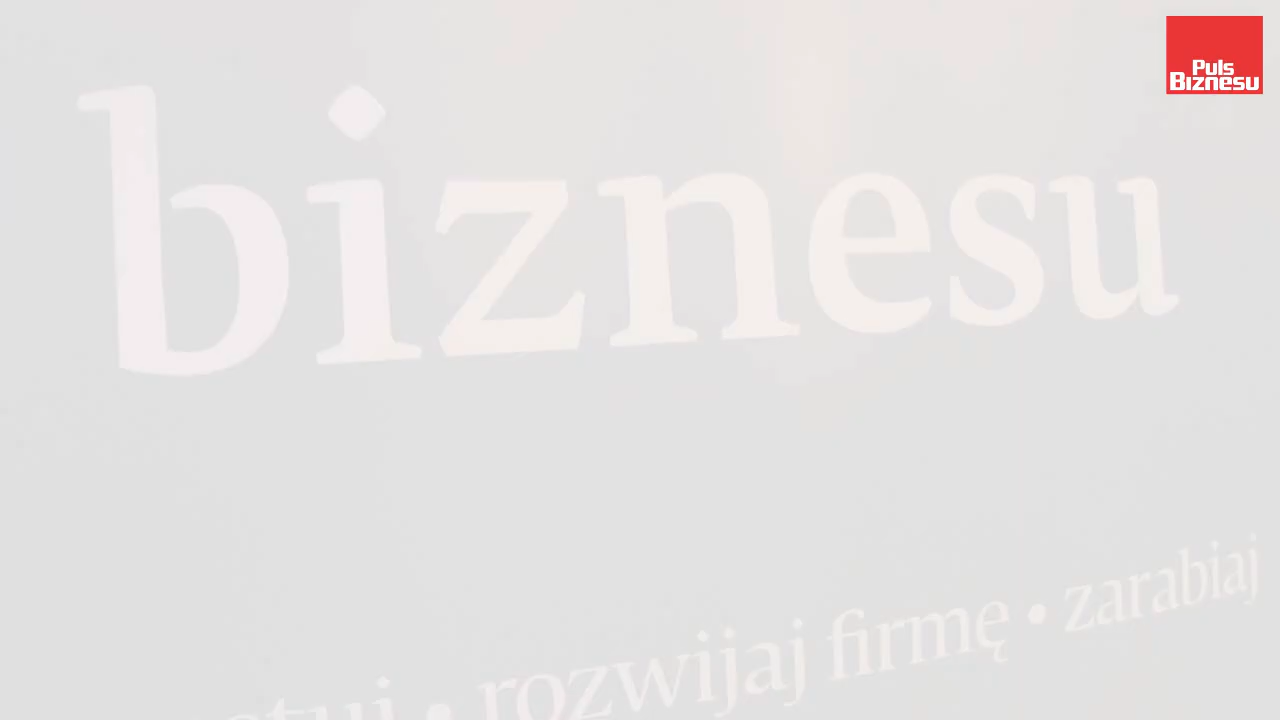 Puls
Biznesu
biznesu
• rozwijaj firmę • zarabiaj